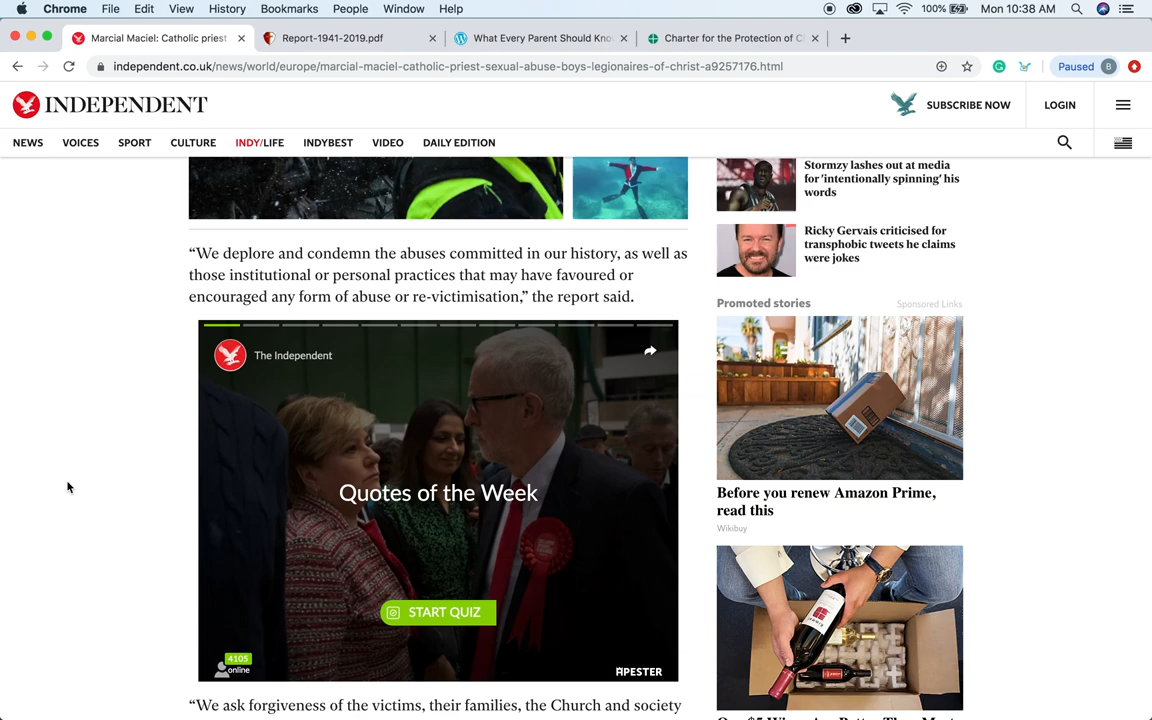 Chrome File Edit View History Bookmarks People Window Help 100% Mon 10:38 AM
Marcial Maciel: Catholic priest Report-1941-2019.pdf What Every Parent Should Kno Charter for the Protection of C
independent.co.uk/news/world/europe/marcial-maciel-catholic-priest-sexual-abuse-boys-legionaires-of-christ-a9257176.html Paused B
INDEPENDENT SUBSCRIBE NOW LOGIN
NEWS VOICES SPORT CULTURE INDY/LIFE INDYBEST VIDEO DAILY EDITION
“We deplore and condemn the abuses committed in our history, as well as
those institutional or personal practices that may have favoured or
encouraged any form of abuse or re-victimisation,” the report said.
The Independent
Quotes of the Week
START QUIZ
4105
online
APESTER
“We ask forgiveness of the victims, their families, the Church and society
Stormzy lashes out at media
for ‘intentionally spinning’ his
words
Ricky Gervais criticised for
transphobic tweets he claims
were jokes
Promoted stories Sponsored Links
Before you renew Amazon Prime,
read this
Wikibuy